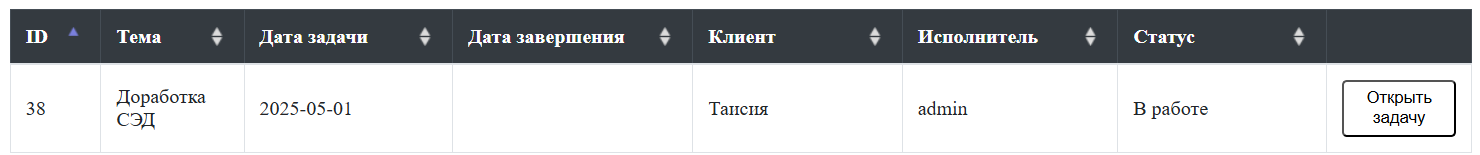 ID Тема Дата задачи Дата завершения Клиент Исполнитель Статус
38 Доработка СЭД 2025-05-01 Таисия admin В работе Открыть задачу